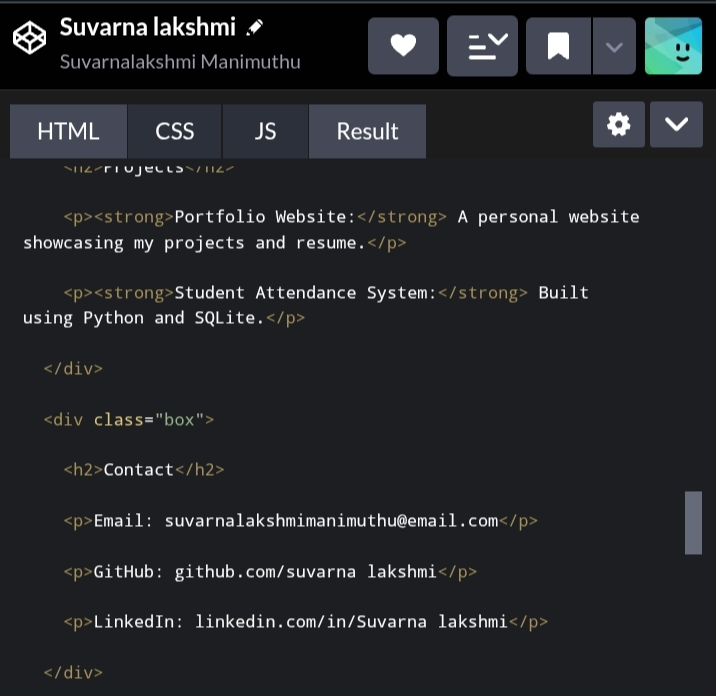 Suvarna lakshmi
Suvarnalakshmi Manimuthu
HTML CSS JS Result
<h2>Projects</h2>
<p><strong>Portfolio Website:</strong> A personal website
showcasing my projects and resume.</p>
<p><strong>Student Attendance System:</strong> Built
using Python and SQLite.</p>
</div>
<div class="box">
<h2>Contact</h2>
<p>Email: suvarnalakshmimanimuthu@email.com</p>
<p>GitHub: github.com/suvarna lakshmi</p>
<p>LinkedIn: linkedin.com/in/Suvarna lakshmi</p>
</div>